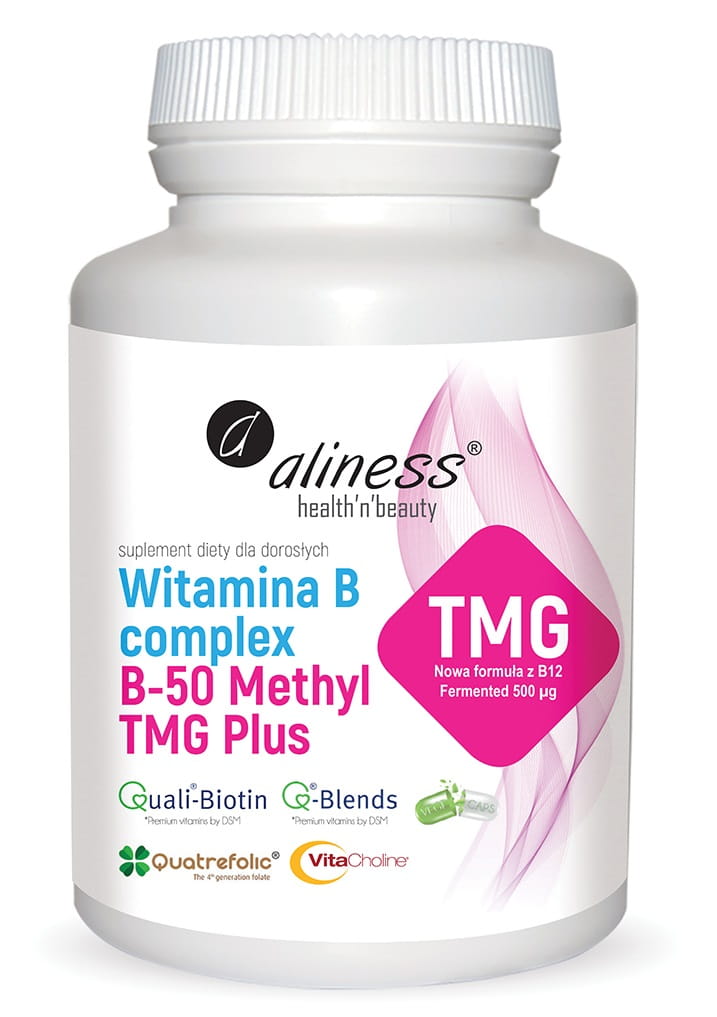 a
aliness®
health'n'beauty
suplement diety dla dorosłych
Witamina B
complex
B-50 Methyl
TMG Plus
TMG
Nowa formuła z B12
Fermented 500 µg
Quali®-Biotin
*Premium vitamins by DSM
Q®-Blends
*Premium vitamins by DSM
VEGE CAPS
Quatrefolic®
The 4th generation folate
VitaCholine®